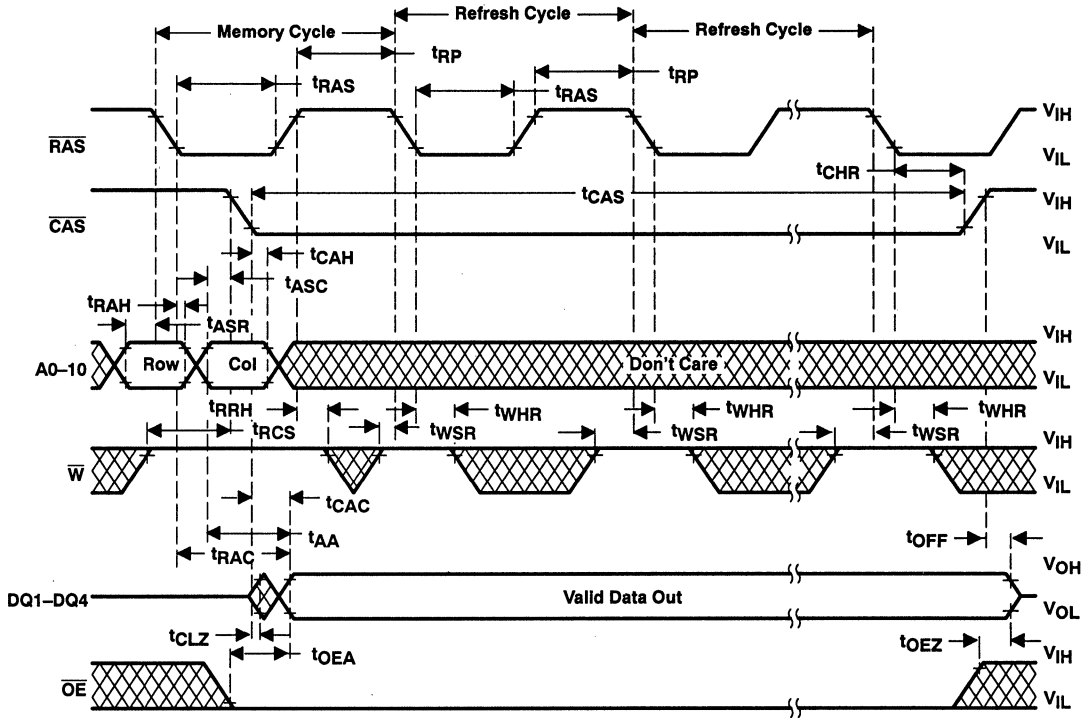 Refresh Cycle
Memory Cycle
Refresh Cycle
tRP
tRP
tRAS
tRAS
RAS
VIH
VIL
tCHR
tCAS
CAS
VIH
VIL
tCAH
tASC
tRAH
tASR
A0–10
Row
Col
Don't Care
VIH
VIL
tRRH
tWHR
tWHR
tWHR
tRCS
tWSR
tWSR
tWSR
W
VIH
VIL
tCAC
tAA
tOFF
tRAC
DQ1–DQ4
Valid Data Out
VOH
VOL
tCLZ
tOEA
tOEZ
OE
VIH
VIL